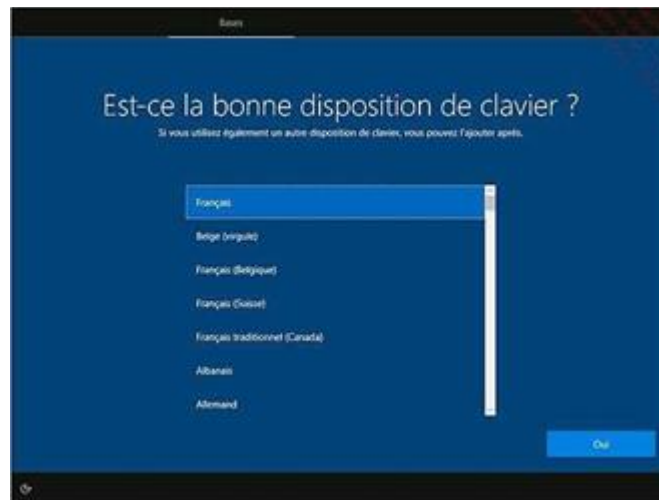 Bases
Est-ce la bonne disposition de clavier ?
Si vous utilisez également un autre disposition de clavier, vous pouvez l'ajouter après.
Français
Belge (virgule)
Français (Belgique)
Français (Suisse)
Français traditionnel (Canada)
Albanais
Allemand
Oui